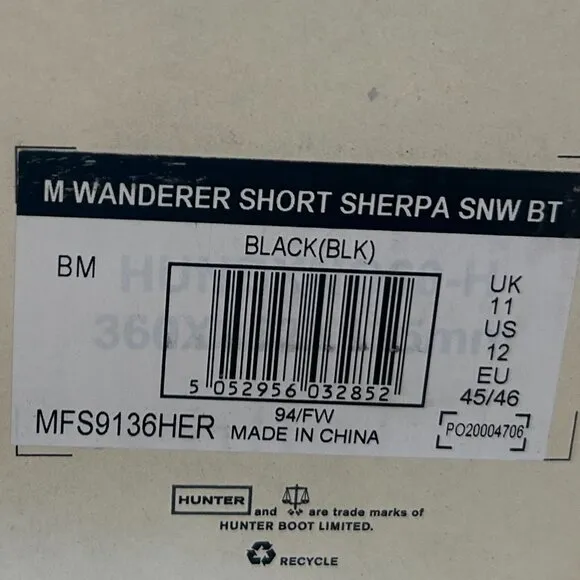 M WANDERER SHORT SHERPA SNW BT
BLACK(BLK)
BM
UK
11
US
12
EU
45/46
5 052956 032852
94/FW
MFS9136HER
MADE IN CHINA
PO20004706
HUNTER and are trade marks of
HUNTER BOOT LIMITED.
RECYCLE